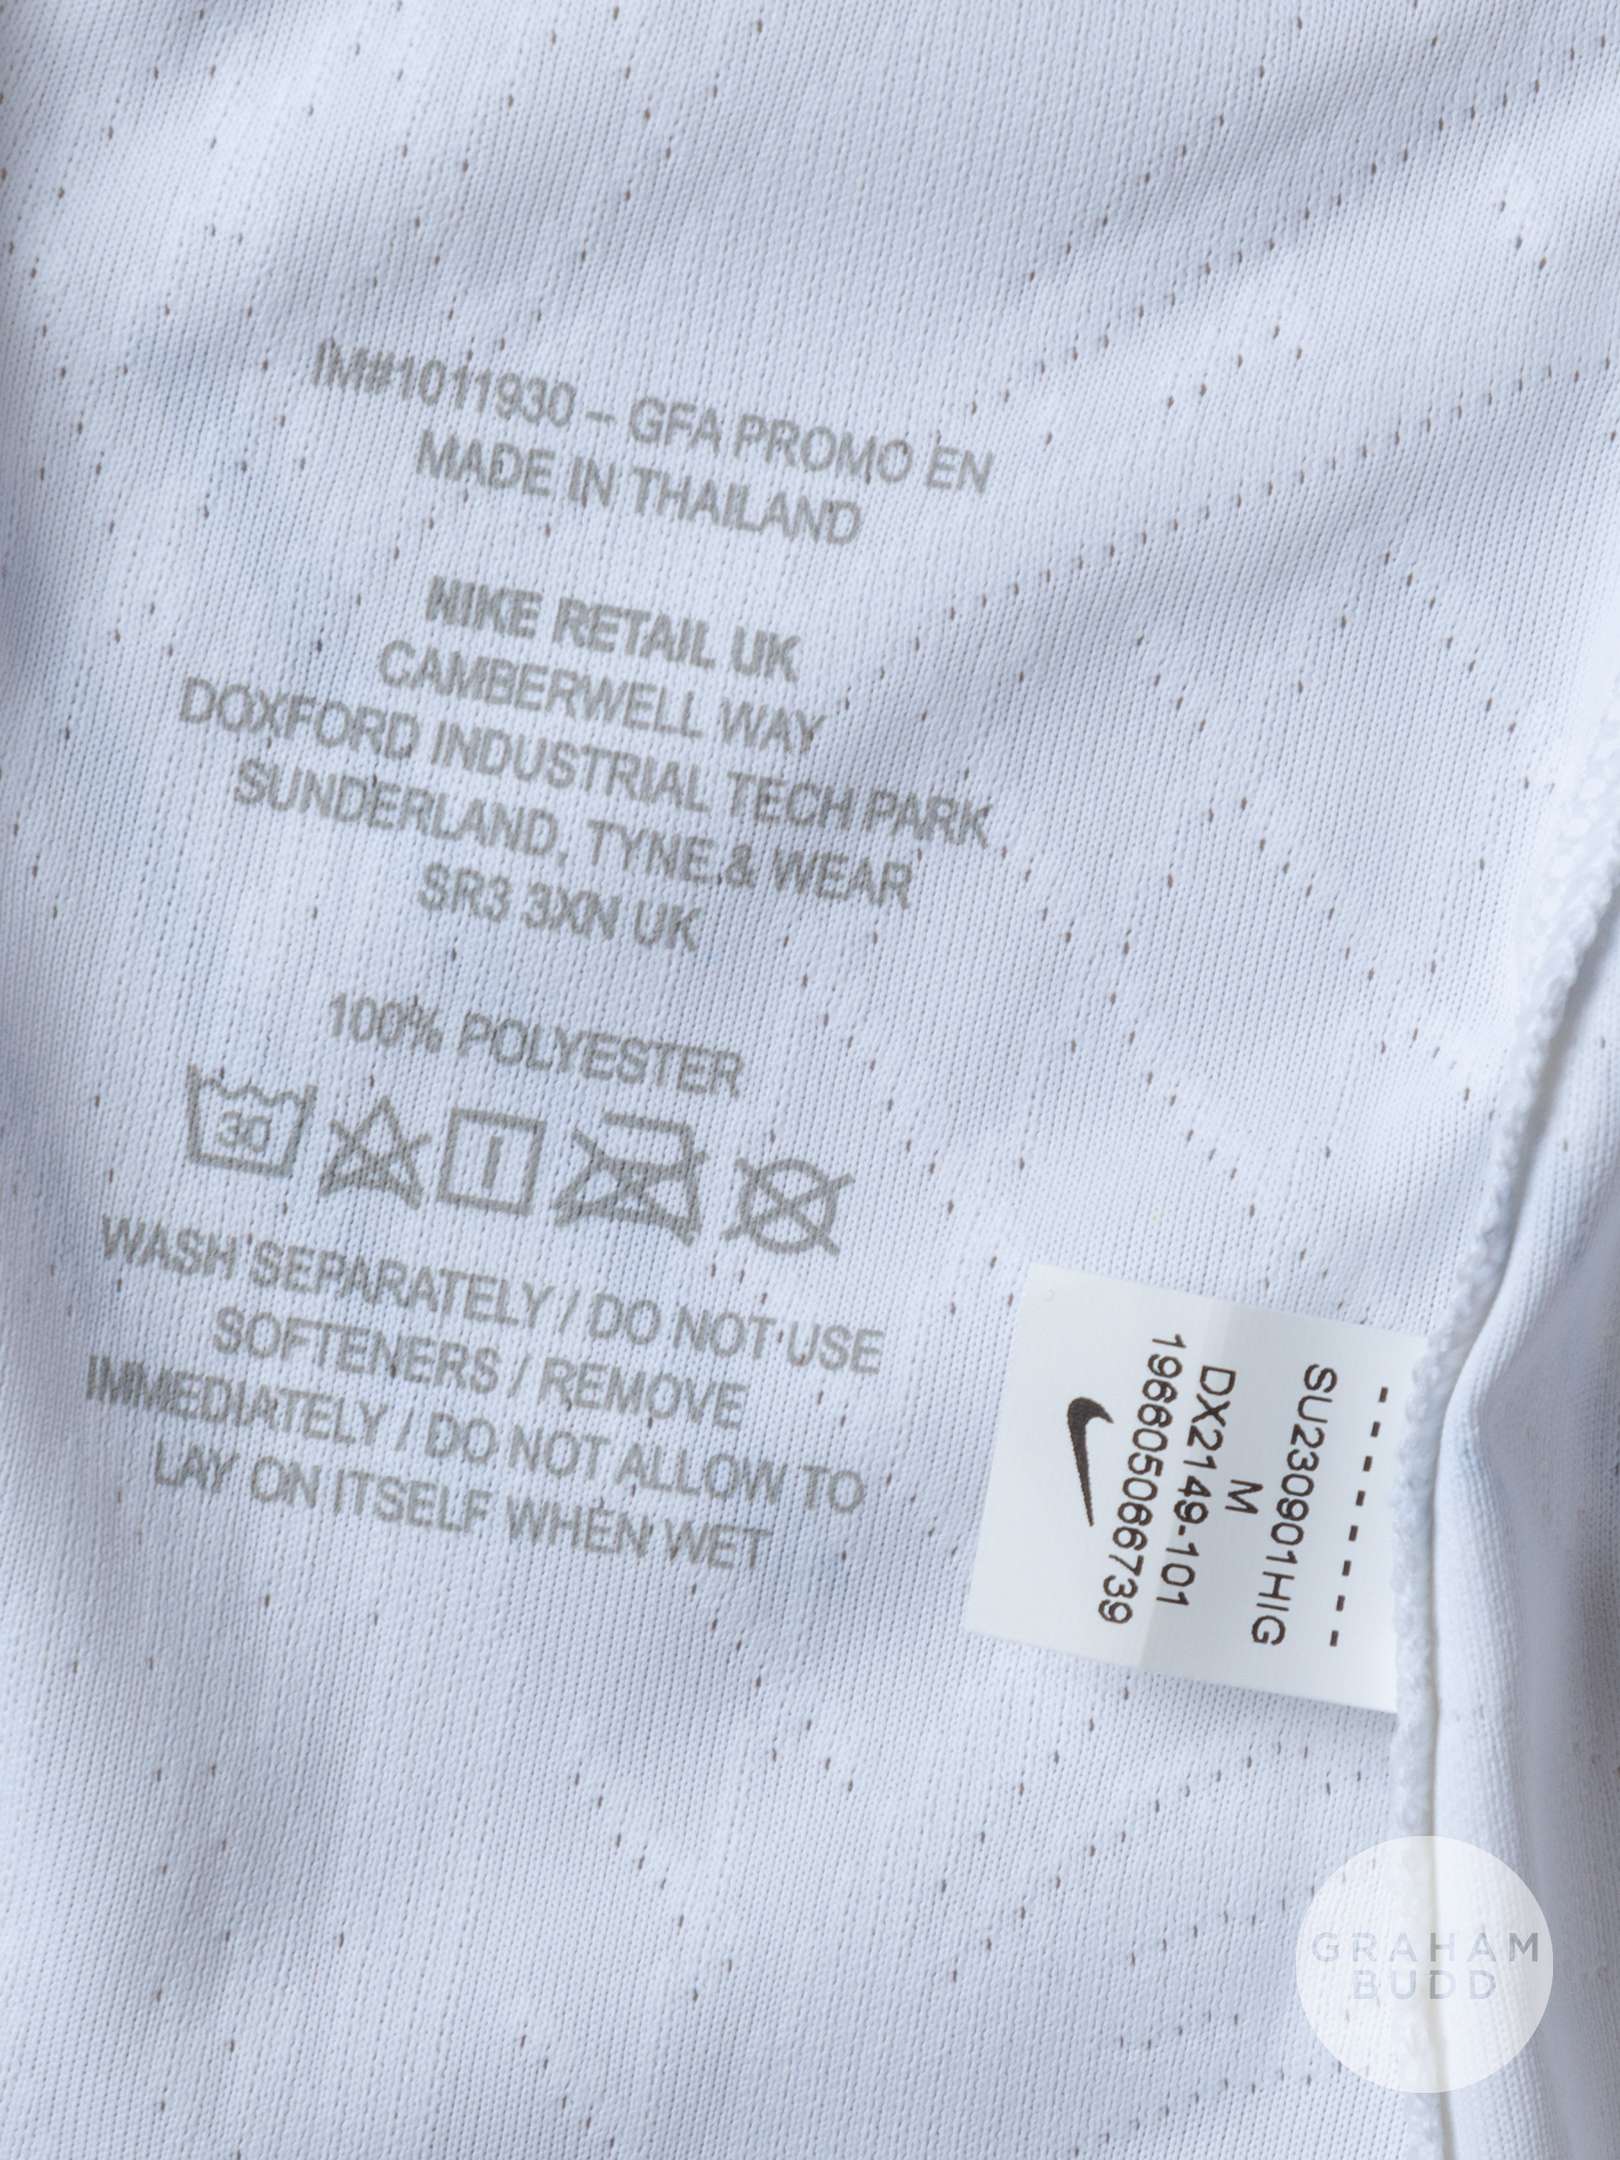 IM#1011930 – GFA PROMO EN
MADE IN THAILAND
NIKE RETAIL UK
CAMBERWELL WAY
DOXFORD INDUSTRIAL TECH PARK
SUNDERLAND, TYNE & WEAR
SR3 3XN UK
100% POLYESTER
30
WASH SEPARATELY / DO NOT USE
SOFTENERS / REMOVE
IMMEDIATELY / DO NOT ALLOW TO
LAY ON ITSELF WHEN WET
SU230901HIG
M
DX2149-101
196605066739
GRAHAM
BUDD